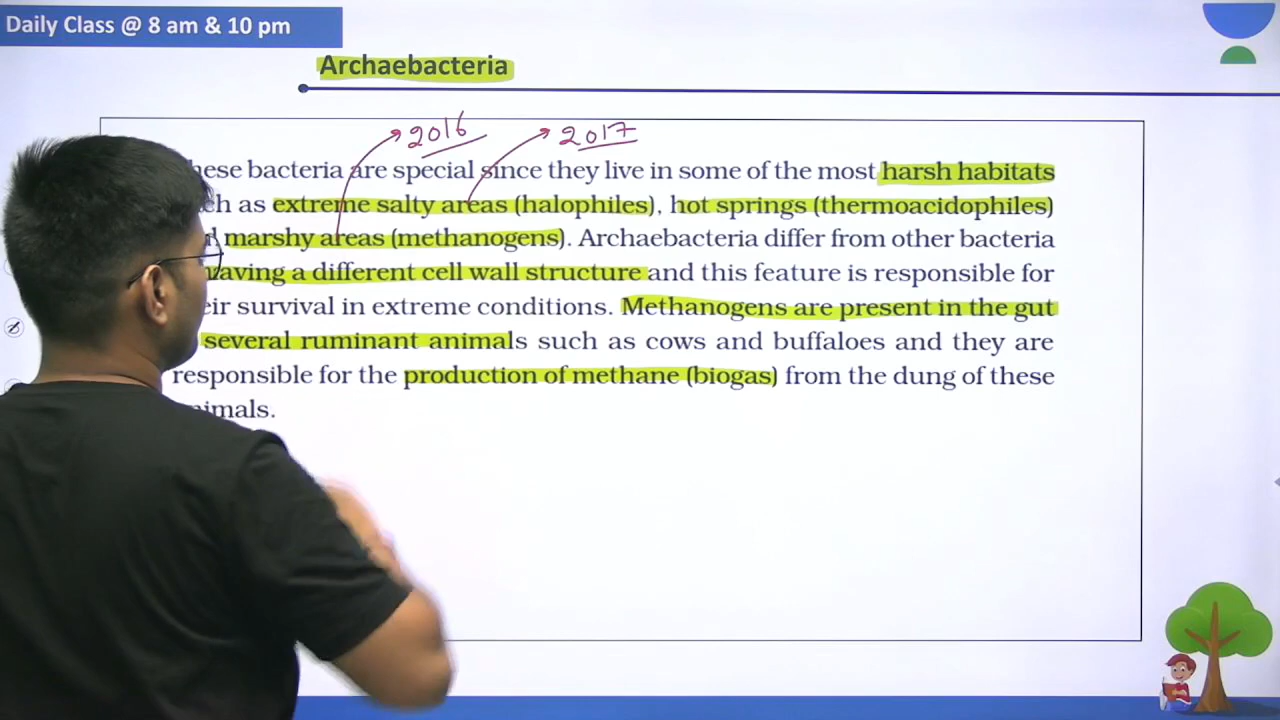 Daily Class @ 8 am & 10 pm
Archaebacteria
2016 2017
hese bacteria are special since they live in some of the most harsh habitats
ch as extreme salty areas (halophiles), hot springs (thermoacidophiles)
marshy areas (methanogens). Archaebacteria differ from other bacteria
having a different cell wall structure and this feature is responsible for
eir survival in extreme conditions. Methanogens are present in the gut
several ruminant animals such as cows and buffaloes and they are
responsible for the production of methane (biogas) from the dung of these
nimals.